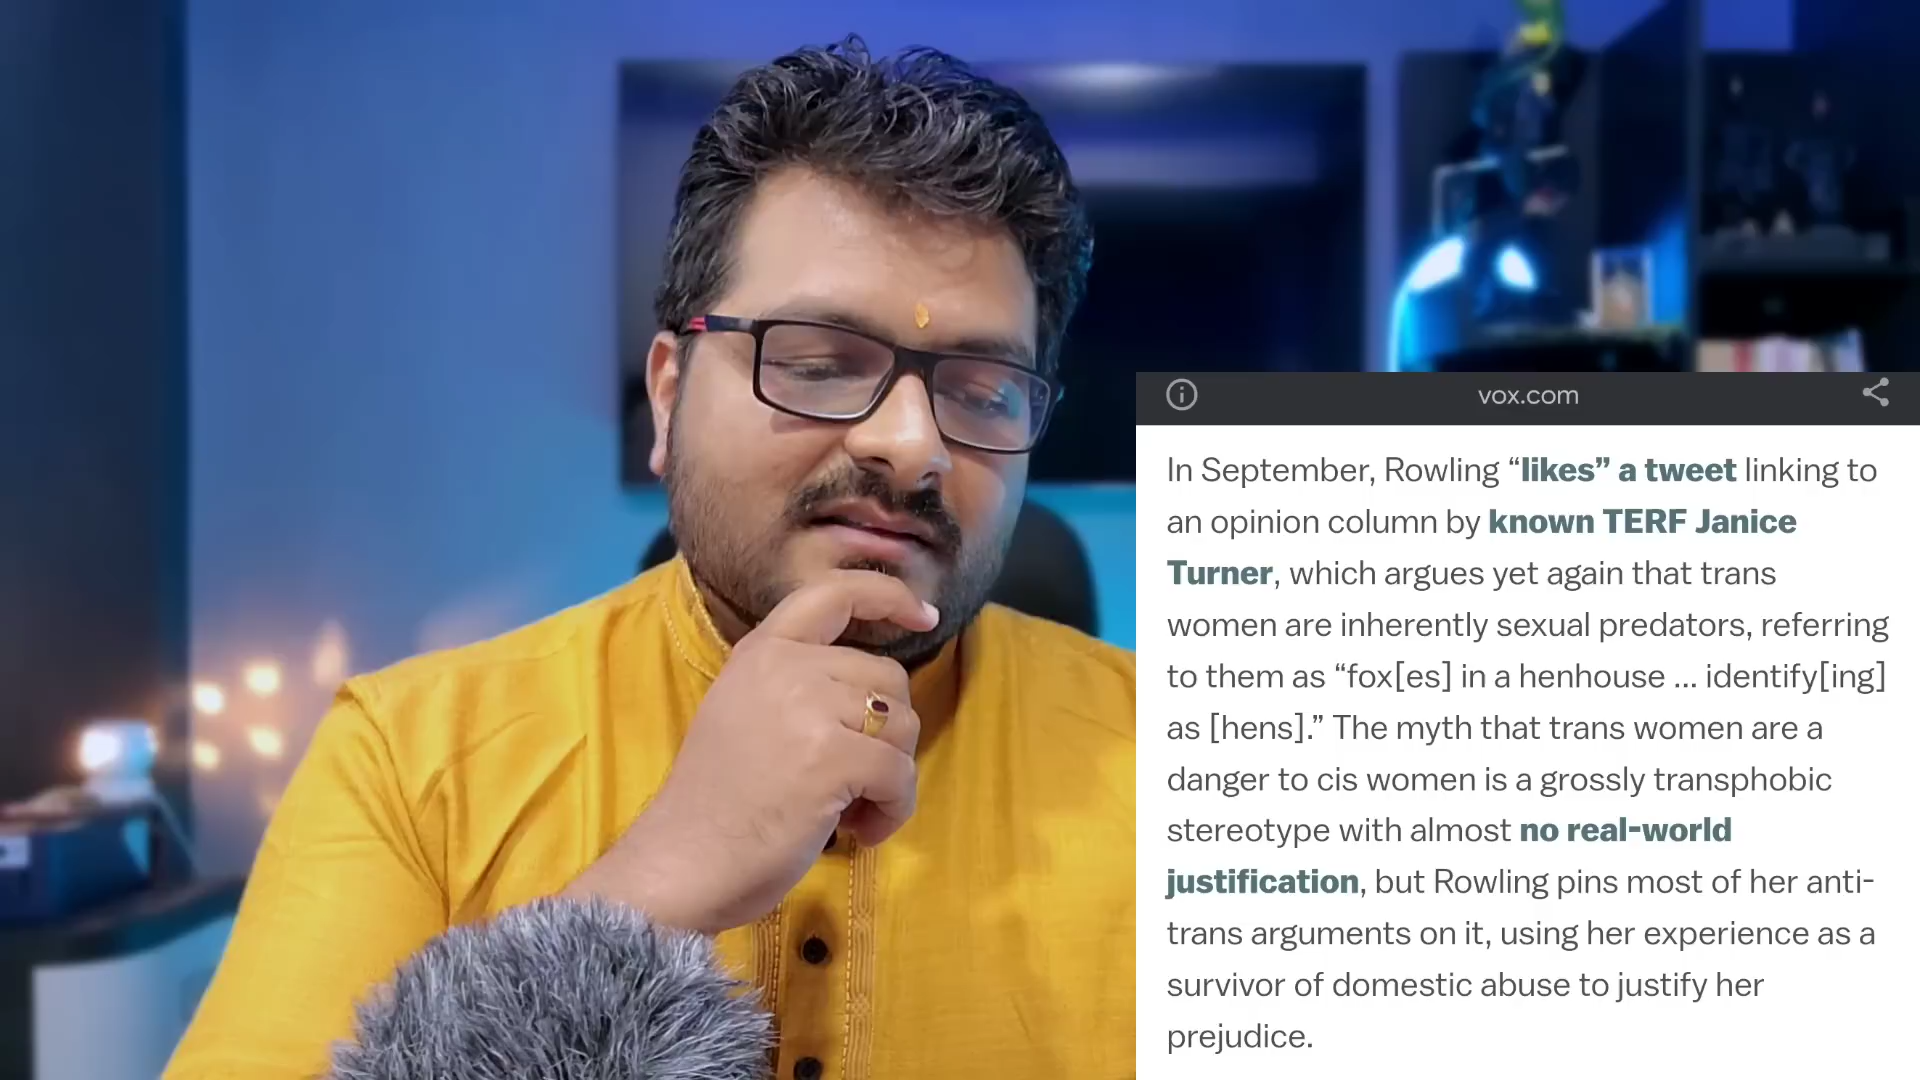 vox.com
In September, Rowling “likes” a tweet linking to
an opinion column by known TERF Janice
Turner, which argues yet again that trans
women are inherently sexual predators, referring
to them as “fox[es] in a henhouse ... identify[ing]
as [hens].” The myth that trans women are a
danger to cis women is a grossly transphobic
stereotype with almost no real-world
justification, but Rowling pins most of her anti-
trans arguments on it, using her experience as a
survivor of domestic abuse to justify her
prejudice.